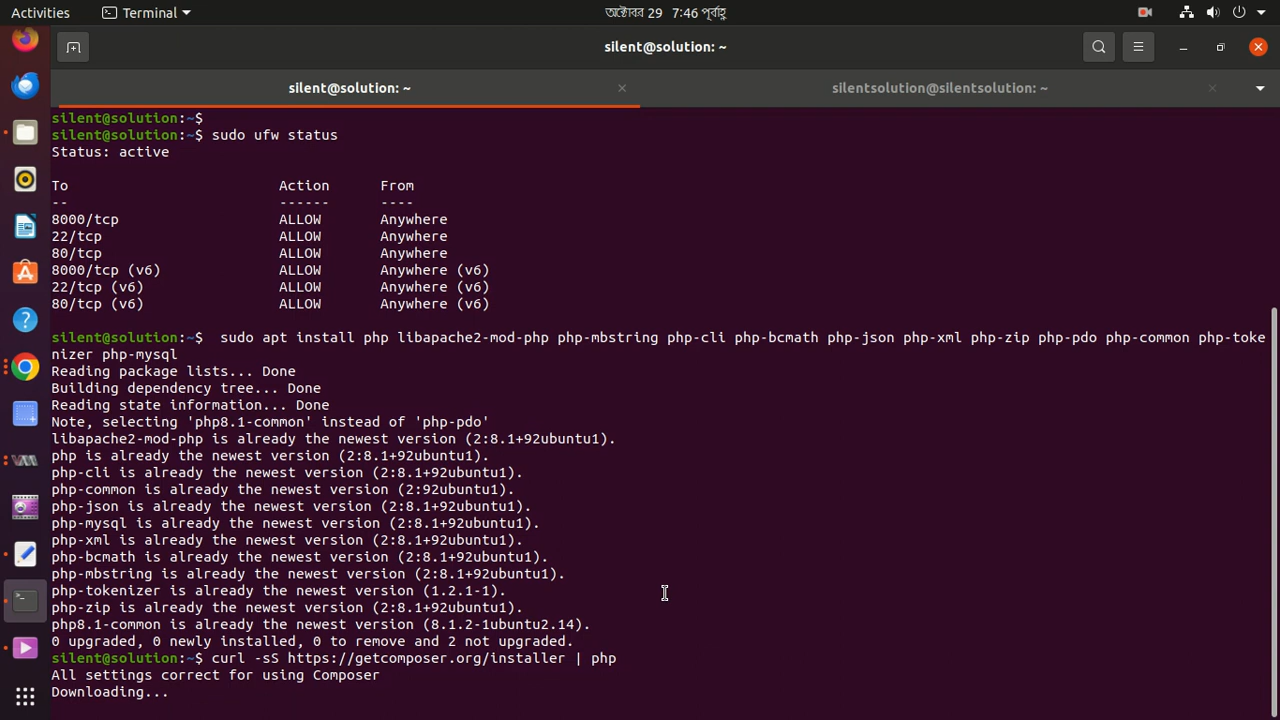 Activities Terminal অক্টোবর 29 7:46 পূর্বাহ্ণ
silent@solution: ~
silent@solution: ~ silentsolution@silentsolution: ~
silent@solution:~$
silent@solution:~$ sudo ufw status
Status: active
To Action From
-- ------ ----
8000/tcp ALLOW Anywhere
22/tcp ALLOW Anywhere
80/tcp ALLOW Anywhere
8000/tcp (v6) ALLOW Anywhere (v6)
22/tcp (v6) ALLOW Anywhere (v6)
80/tcp (v6) ALLOW Anywhere (v6)
silent@solution:~$  sudo apt install php libapache2-mod-php php-mbstring php-cli php-bcmath php-json php-xml php-zip php-pdo php-common php-toke
nizer php-mysql
Reading package lists... Done
Building dependency tree... Done
Reading state information... Done
Note, selecting 'php8.1-common' instead of 'php-pdo'
libapache2-mod-php is already the newest version (2:8.1+92ubuntu1).
php is already the newest version (2:8.1+92ubuntu1).
php-cli is already the newest version (2:8.1+92ubuntu1).
php-common is already the newest version (2:92ubuntu1).
php-json is already the newest version (2:8.1+92ubuntu1).
php-mysql is already the newest version (2:8.1+92ubuntu1).
php-xml is already the newest version (2:8.1+92ubuntu1).
php-bcmath is already the newest version (2:8.1+92ubuntu1).
php-mbstring is already the newest version (2:8.1+92ubuntu1).
php-tokenizer is already the newest version (1.2.1-1).
php-zip is already the newest version (2:8.1+92ubuntu1).
php8.1-common is already the newest version (8.1.2-1ubuntu2.14).
0 upgraded, 0 newly installed, 0 to remove and 2 not upgraded.
silent@solution:~$ curl -sS https://getcomposer.org/installer | php
All settings correct for using Composer
Downloading...